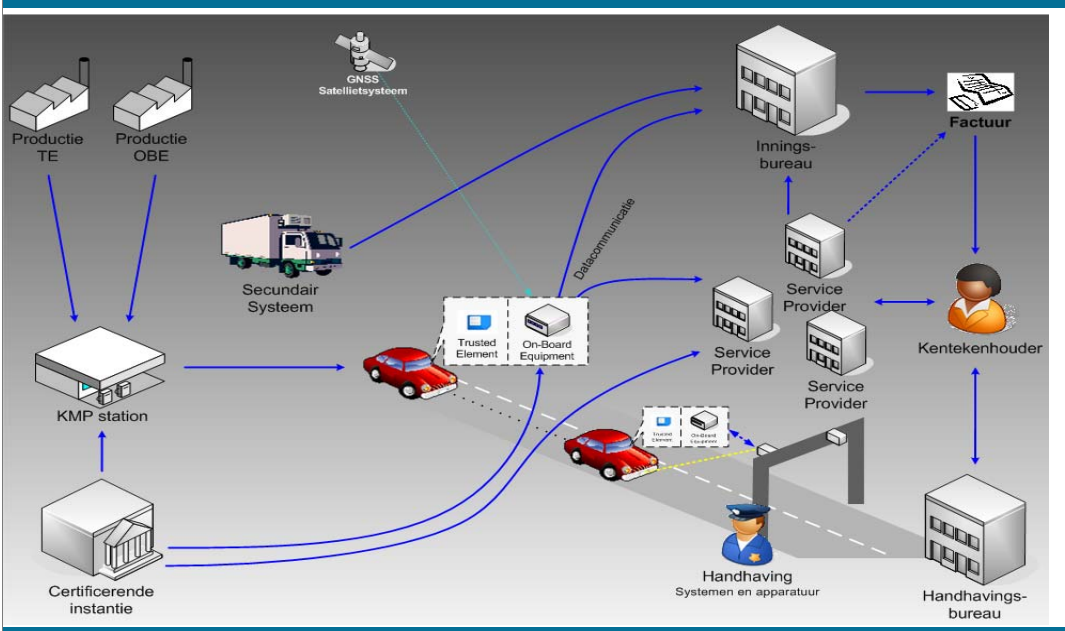 GNSS
Satellietsysteem
Productie
TE
Productie
OBE
Innings-
bureau
Factuur
Datacommunicatie
Secundair
Systeem
Service
Provider
Trusted
Element
On-Board
Equipment
Service
Provider
Kentekenhouder
Service
Provider
KMP station
Trusted
Element
On-Board
Equipment
Certificerende
instantie
Handhaving
Systemen en apparatuur
Handhavings-
bureau